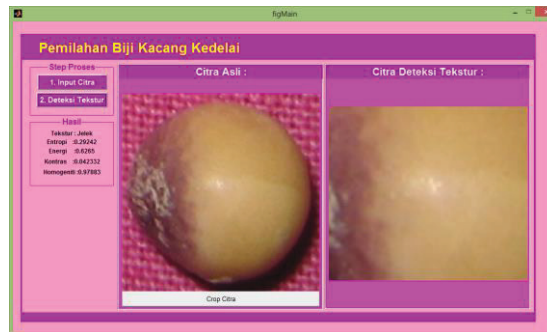 figMain
Pemilahan Biji Kacang Kedelai
Step Proses
1. Input Citra
2. Deteksi Tekstur
Hasil
Tekstur : Jelek
Entropi :0.29242
Energi :0.6265
Kontras :0.042332
Homogeniti :0.97883
Citra Asli :
Crop Citra
Citra Deteksi Tekstur :